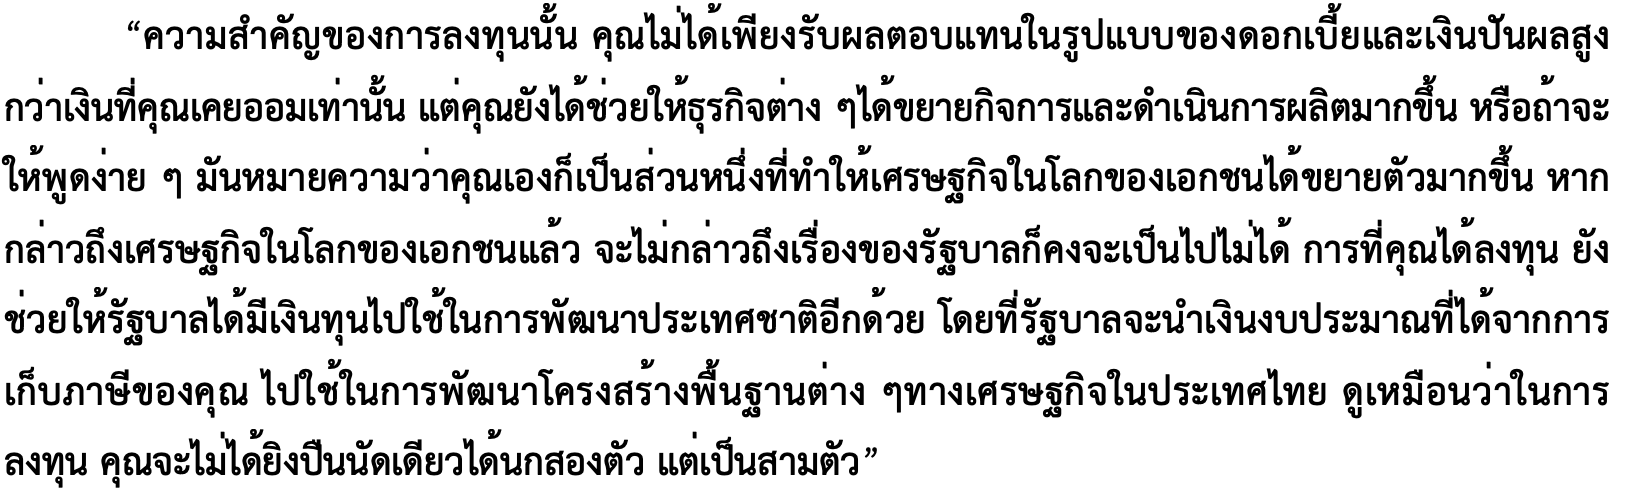 “ความสำคัญของการลงทุนนั้น คุณไม่ได้เพียงรับผลตอบแทนในรูปแบบของดอกเบี้ยและเงินปันผลสูง
กว่าเงินที่คุณเคยออมเท่านั้น แต่คุณยังได้ช่วยให้ธุรกิจต่าง ๆได้ขยายกิจการและดำเนินการผลิตมากขึ้น หรือถ้าจะ
ให้พูดง่าย ๆ มันหมายความว่าคุณเองก็เป็นส่วนหนึ่งที่ทำให้เศรษฐกิจในโลกของเอกชนได้ขยายตัวมากขึ้น หาก
กล่าวถึงเศรษฐกิจในโลกของเอกชนแล้ว จะไม่กล่าวถึงเรื่องของรัฐบาลก็คงจะเป็นไปไม่ได้ การที่คุณได้ลงทุน ยัง
ช่วยให้รัฐบาลได้มีเงินทุนไปใช้ในการพัฒนาประเทศชาติอีกด้วย โดยที่รัฐบาลจะนำเงินงบประมาณที่ได้จากการ
เก็บภาษีของคุณ ไปใช้ในการพัฒนาโครงสร้างพื้นฐานต่าง ๆทางเศรษฐกิจในประเทศไทย ดูเหมือนว่าในการ
ลงทุน คุณจะไม่ได้ยิงปืนนัดเดียวได้นกสองตัว แต่เป็นสามตัว”